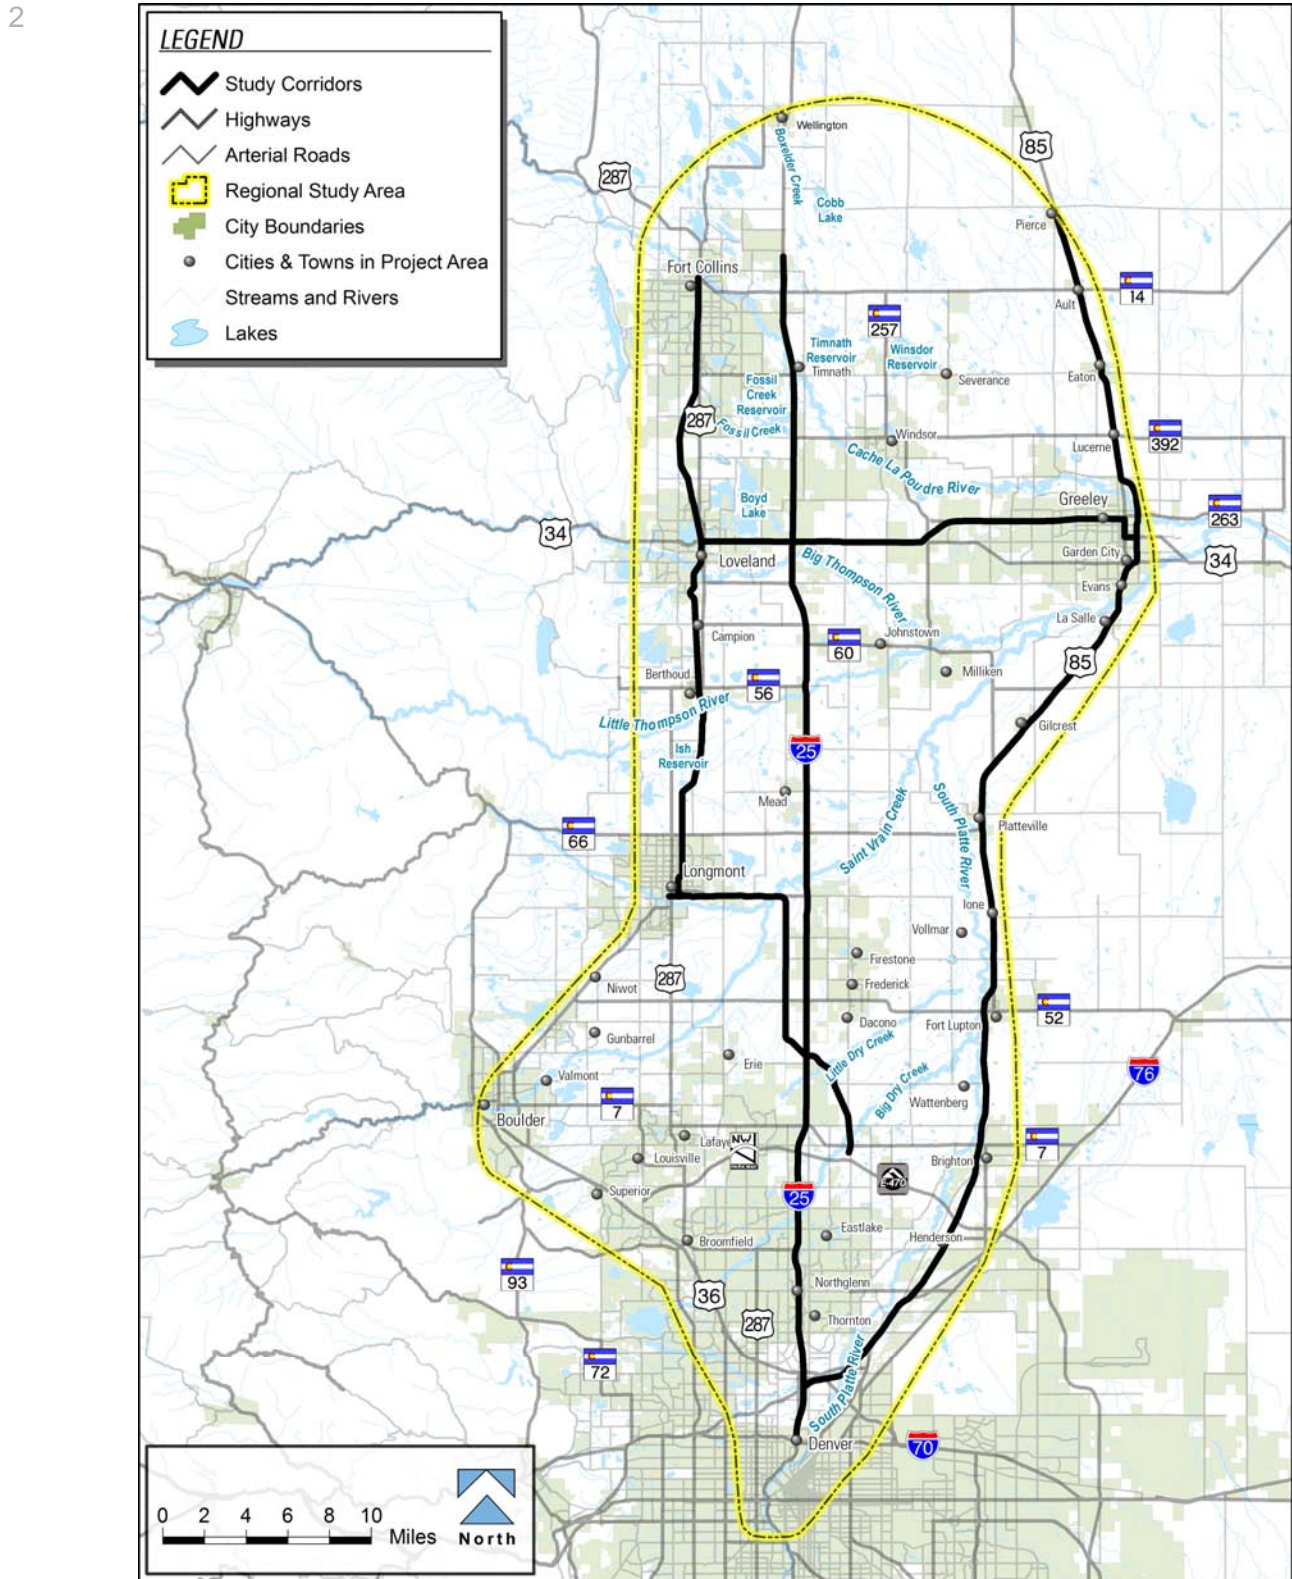 2
LEGEND
Study Corridors
Highways
Arterial Roads
Regional Study Area
City Boundaries
Cities & Towns in Project Area
Streams and Rivers
Lakes
Wellington
85
287
Boxelder Creek
Cobb
Lake
Pierce
Fort Collins
14
Ault
257
Timnath
Reservoir
Timnath
Winsdor
Reservoir
Severance
Eaton
Fossil
Creek
Reservoir
287
Fossil Creek
Windsor
392
Lucerne
Cache La Poudre River
Boyd
Lake
Greeley
263
34
Loveland
Big Thompson River
Garden City
34
Evans
La Salle
Campion
60
Johnstown
85
Berthoud
56
Milliken
Little Thompson River
Gilcrest
Ish
Reservoir
25
Mead
Saint Vrain Creek
South Platte River
Platteville
66
Longmont
Ione
Vollmar
Firestone
Niwot
287
Frederick
52
Dacono
Fort Lupton
Gunbarrel
Little Dry Creek
Erie
76
Valmont
Big Dry Creek
Wattenberg
7
Boulder
Lafaye
NW
PARKWAY
7
Louisville
Brighton
E-470
Superior
25
Eastlake
Broomfield
Henderson
93
36
Northglenn
287
Thornton
72
South Platte River
Denver
70
0 2 4 6 8 10
Miles
North